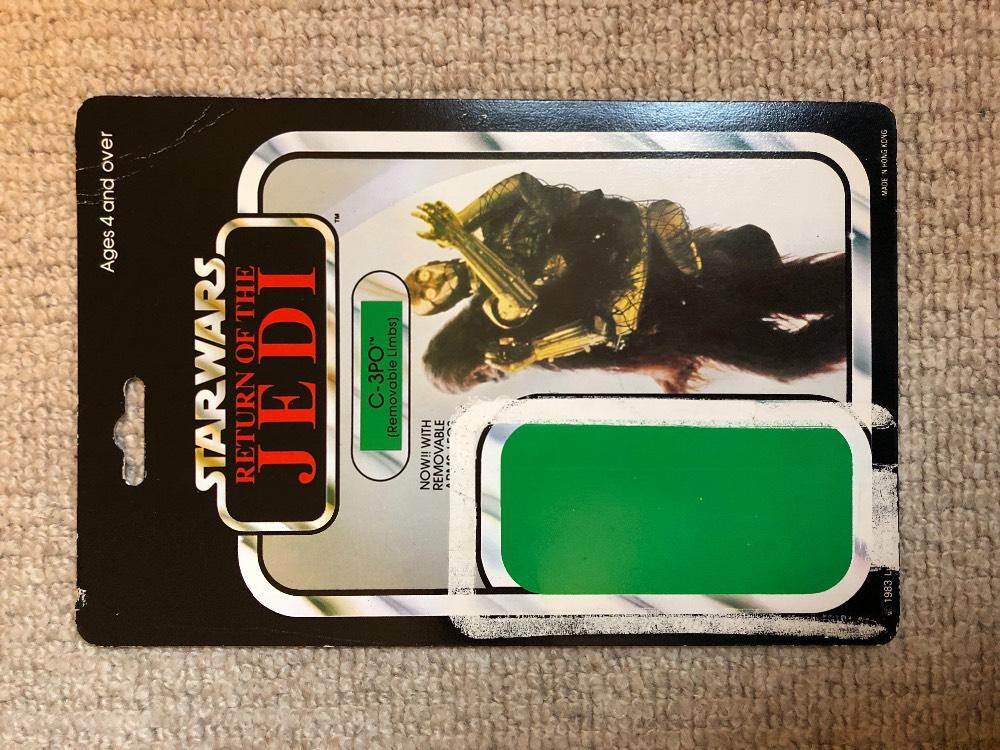 Ages 4 and over
STAR WARS
RETURN OF THE
JEDI
™
C-3PO™
(Removable Limbs)
NOW!! WITH
REMOVABLE
MADE IN HONG KONG
1983